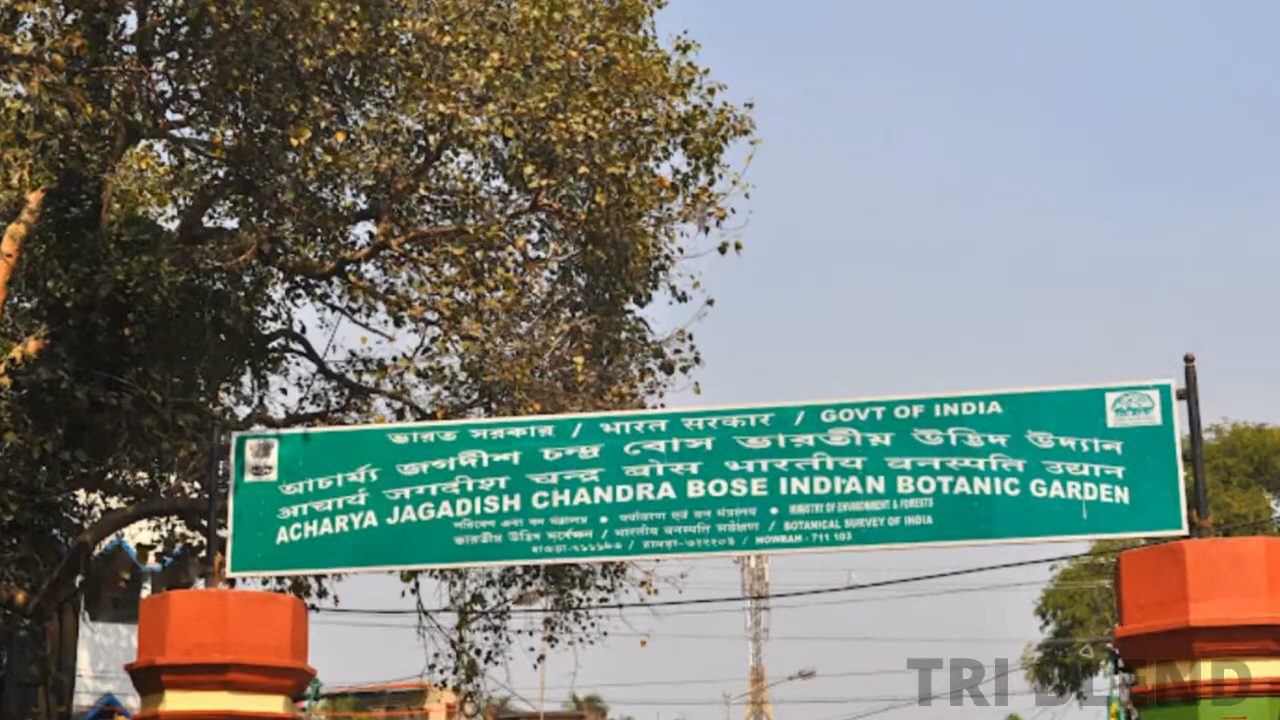 ভারত সরকার / भारत सरकार / GOVT OF INDIA
আচার্য্য জগদীশ চন্দ্র বোস ভারতীয় উদ্ভিদ উদ্যান
आचार्य जगदीश चन्द्र बोस भारतीय वनस्पति उद्यान
ACHARYA JAGADISH CHANDRA BOSE INDIAN BOTANIC GARDEN
পরিবেশ এবং বন মন্ত্রালয় • पर्यावरण एवं वन मंत्रालय • MINISTRY OF ENVIRONMENT & FORESTS
ভারতীয় উদ্ভিদ সর্বেক্ষন / भारतीय वनस्पति सर्वेक्षण / BOTANICAL SURVEY OF INDIA
হাওড়া-৭১১১০৩ / हावड़ा-७१११०३ / HOWRAH - 711 103
TRI BLEND